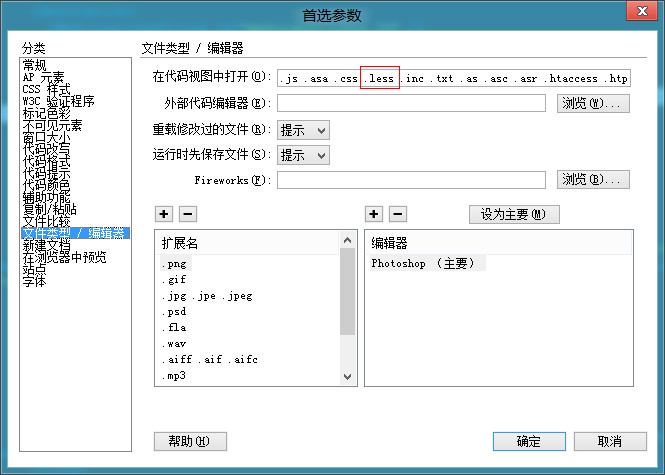 首选参数
分类
常规
AP 元素
CSS 样式
W3C 验证程序
标记色彩
不可见元素
窗口大小
代码改写
代码格式
代码提示
代码颜色
辅助功能
复制/粘贴
文件比较
文件类型 / 编辑器
新建文档
在浏览器中预览
站点
字体
文件类型 / 编辑器
在代码视图中打开(O): .js .asa .css .less .inc .txt .as .asc .asr .htaccess .htp
外部代码编辑器(X): 浏览(W)...
重载修改过的文件(R): 提示
运行时先保存文件(S): 提示
Fireworks(F): 浏览(B)...
设为主要(M)
扩展名
.png
.gif
.jpg .jpe .jpeg
.psd
.fla
.wav
.aiff .aif .aifc
.mp3
编辑器
Photoshop (主要)
帮助(H) 确定 取消